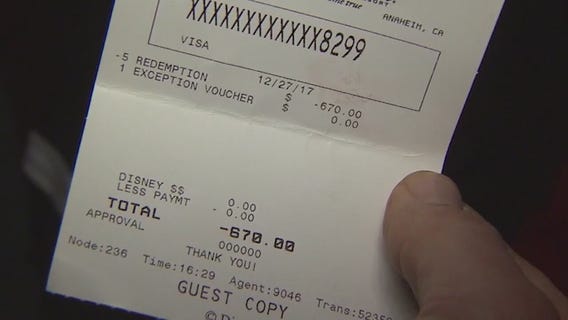 ANAHEIM, CA
XXXXXXXXXXXX8299
VISA
12/27/17
-5 REDEMPTION $ -670.00
1 EXCEPTION VOUCHER $ 0.00
DISNEY $$ 0.00
LESS PAYMT - 0.00
TOTAL -670.00
APPROVAL 000000
THANK YOU!
Node:236 Time:16:29 Agent:9046 Trans:5235
GUEST COPY